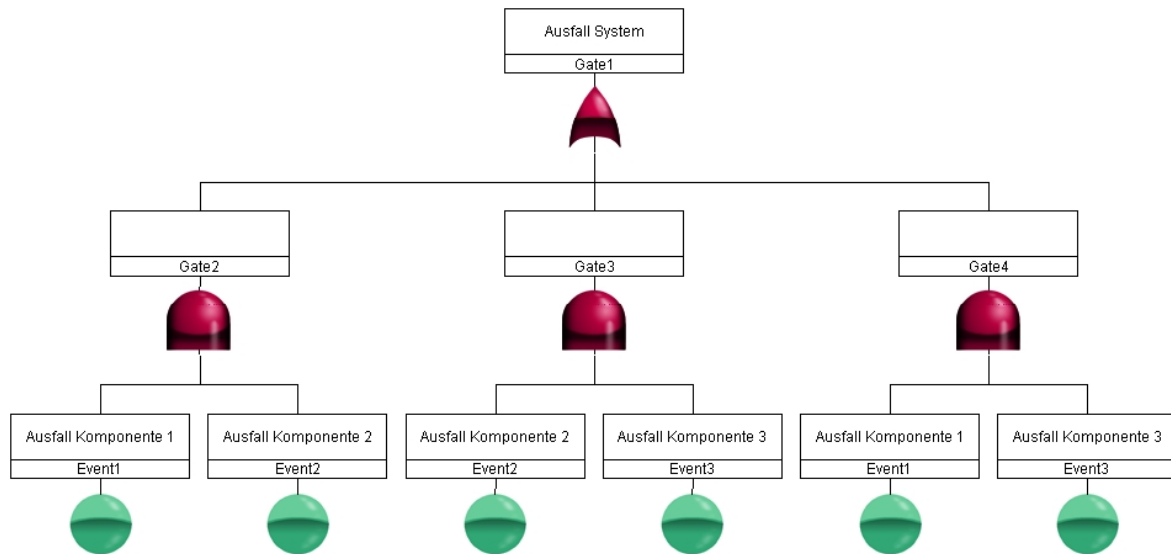 Ausfall System
Gate1
Gate2
Gate3
Gate4
Ausfall Komponente 1
Ausfall Komponente 2
Ausfall Komponente 2
Ausfall Komponente 3
Ausfall Komponente 1
Ausfall Komponente 3
Event1
Event2
Event2
Event3
Event1
Event3